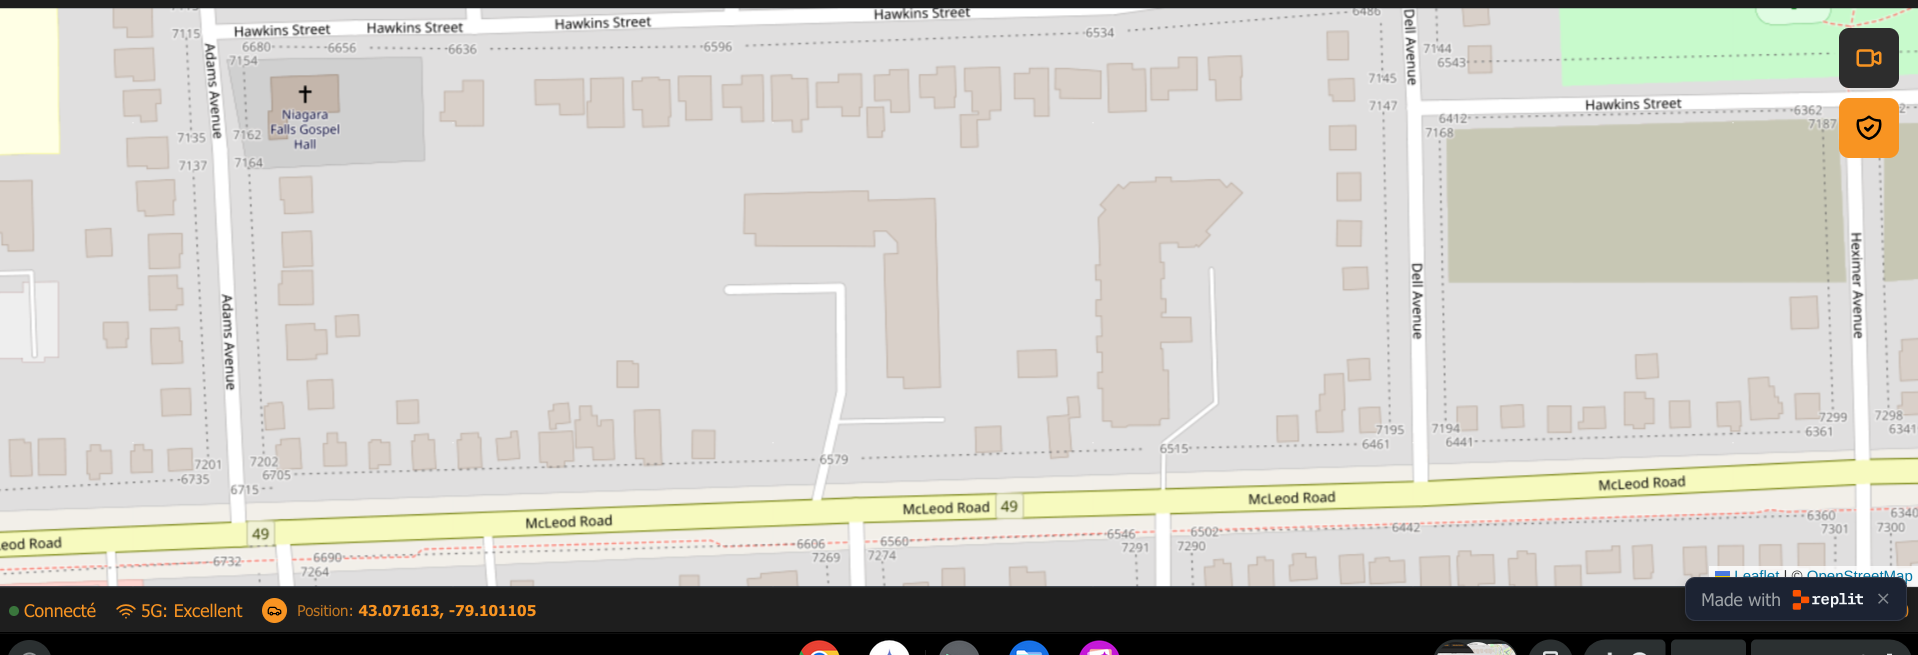 Hawkins Street
Hawkins Street
Hawkins Street
Hawkins Street
6486
Dell Avenue
7115
6680
6656
6636
6596
6534
7144
6543
Adams Avenue
7154
7145
7147
Hawkins Street
6362
7187
6412
7168
Niagara
Falls Gospel
Hall
7135
7162
7137
7164
Adams Avenue
Dell Avenue
Heximer Avenue
7299
7298
6361
6341
7195
7194
6461
6441
6515
6579
7201
7202
6735
6705
6715
McLeod Road
McLeod Road
49
McLeod Road
McLeod Road
eod Road
49
6732
6690
7264
6606
7269
6560
7274
6546
7291
6502
7290
6442
6360
7301
6340
7300
Leaflet | © OpenStreetMap
Connecté
5G: Excellent
Position: 43.071613, -79.101105
Made with replit ×